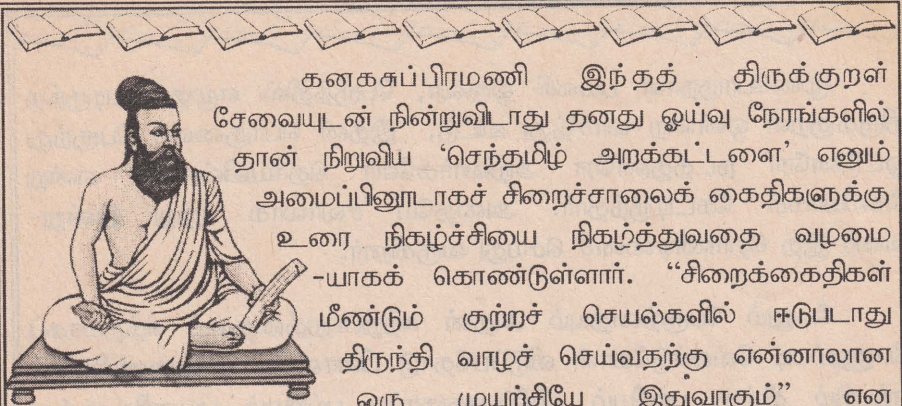 கனகசுப்பிரமணி இந்தத் திருக்குறள்
சேவையுடன் நின்றுவிடாது தனது ஓய்வு நேரங்களில்
தான் நிறுவிய ‘செந்தமிழ் அறக்கட்டளை’ எனும்
அமைப்பினூடாகச் சிறைச்சாலைக் கைதிகளுக்கு
உரை நிகழ்ச்சியை நிகழ்த்துவதை வழமை
-யாகக் கொண்டுள்ளார். “சிறைக்கைதிகள்
மீண்டும் குற்றச் செயல்களில் ஈடுபடாது
திருந்தி வாழச் செய்வதற்கு என்னாலான
ஒரு முயற்சியே இதுவாகும்” என